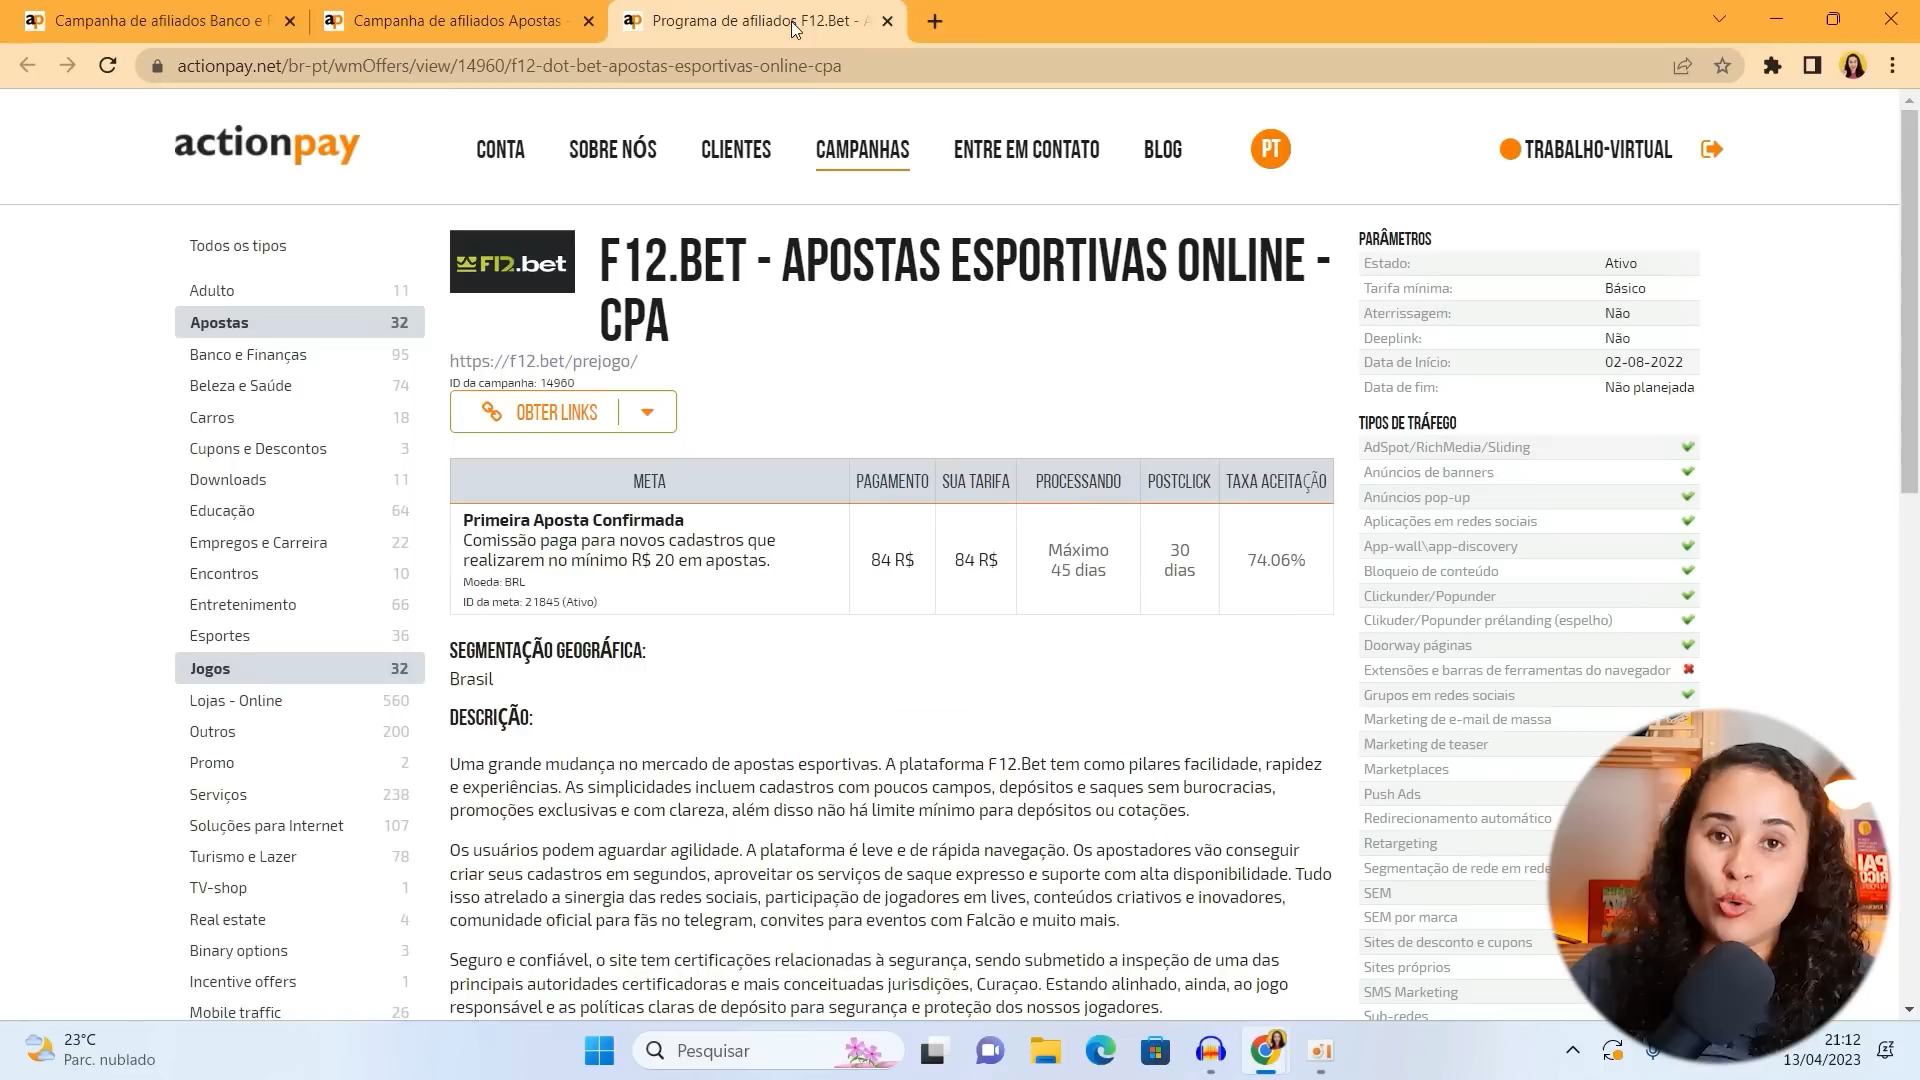 Campanha de afiliados Banco e F
Campanha de afiliados Apostas -
Programa de afiliados F12.Bet - A
actionpay.net/br-pt/wmOffers/view/14960/f12-dot-bet-apostas-esportivas-online-cpa
actionpay
CONTA
SOBRE NÓS
CLIENTES
CAMPANHAS
ENTRE EM CONTATO
BLOG
PT
TRABALHO-VIRTUAL
Todos os tipos
Adulto 11
Apostas 32
Banco e Finanças 95
Beleza e Saúde 74
Carros 18
Cupons e Descontos 3
Downloads 11
Educação 64
Empregos e Carreira 22
Encontros 10
Entretenimento 66
Esportes 36
Jogos 32
Lojas - Online 560
Outros 200
Promo 2
Serviços 238
Soluções para Internet 107
Turismo e Lazer 78
TV-shop 1
Real estate 4
Binary options 3
Incentive offers 1
Mobile traffic 26
F12.bet
F12.BET - APOSTAS ESPORTIVAS ONLINE -
CPA
https://f12.bet/prejogo/
ID da campanha: 14960
OBTER LINKS
META PAGAMENTO SUA TARIFA PROCESSANDO POSTCLICK TAXA ACEITAÇÃO
Primeira Aposta Confirmada
Comissão paga para novos cadastros que
realizarem no mínimo R$ 20 em apostas.
Moeda: BRL
ID da meta: 21845 (Ativo)
84 R$
84 R$
Máximo
45 dias
30
dias
74.06%
SEGMENTAÇÃO GEOGRÁFICA:
Brasil
DESCRIÇÃO:
Uma grande mudança no mercado de apostas esportivas. A plataforma F12.Bet tem como pilares facilidade, rapidez
e experiências. As simplicidades incluem cadastros com poucos campos, depósitos e saques sem burocracias,
promoções exclusivas e com clareza, além disso não há limite mínimo para depósitos ou cotações.
Os usuários podem aguardar agilidade. A plataforma é leve e de rápida navegação. Os apostadores vão conseguir
criar seus cadastros em segundos, aproveitar os serviços de saque expresso e suporte com alta disponibilidade. Tudo
isso atrelado a sinergia das redes sociais, participação de jogadores em lives, conteúdos criativos e inovadores,
comunidade oficial para fãs no telegram, convites para eventos com Falcão e muito mais.
Seguro e confiável, o site tem certificações relacionadas à segurança, sendo submetido a inspeção de uma das
principais autoridades certificadoras e mais conceituadas jurisdições, Curaçao. Estando alinhado, ainda, ao jogo
responsável e as políticas claras de depósito para segurança e proteção dos nossos jogadores.
PARÂMETROS
Estado: Ativo
Tarifa mínima: Básico
Aterrissagem: Não
Deeplink: Não
Data de Início: 02-08-2022
Data de fim: Não planejada
TIPOS DE TRÁFEGO
AdSpot/RichMedia/Sliding
Anúncios de banners
Anúncios pop-up
Aplicações em redes sociais
App-wall\app-discovery
Bloqueio de conteúdo
Clickunder/Popunder
Clikuder/Popunder prélanding (espelho)
Doorway páginas
Extensões e barras de ferramentas do navegador
Grupos em redes sociais
Marketing de e-mail de massa
Marketing de teaser
Marketplaces
Push Ads
Redirecionamento automático
Retargeting
Segmentação de rede em rede
SEM
SEM por marca
Sites de desconto e cupons
Sites próprios
SMS Marketing
Sub-redes
PAI
RICO
23°C
Parc. nublado
Pesquisar
21:12
13/04/2023